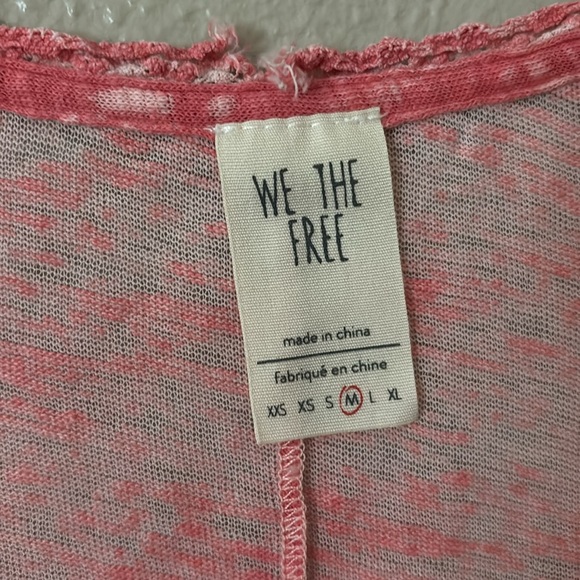 WE THE
FREE
made in china
fabriqué en chine
XXS XS S M L XL